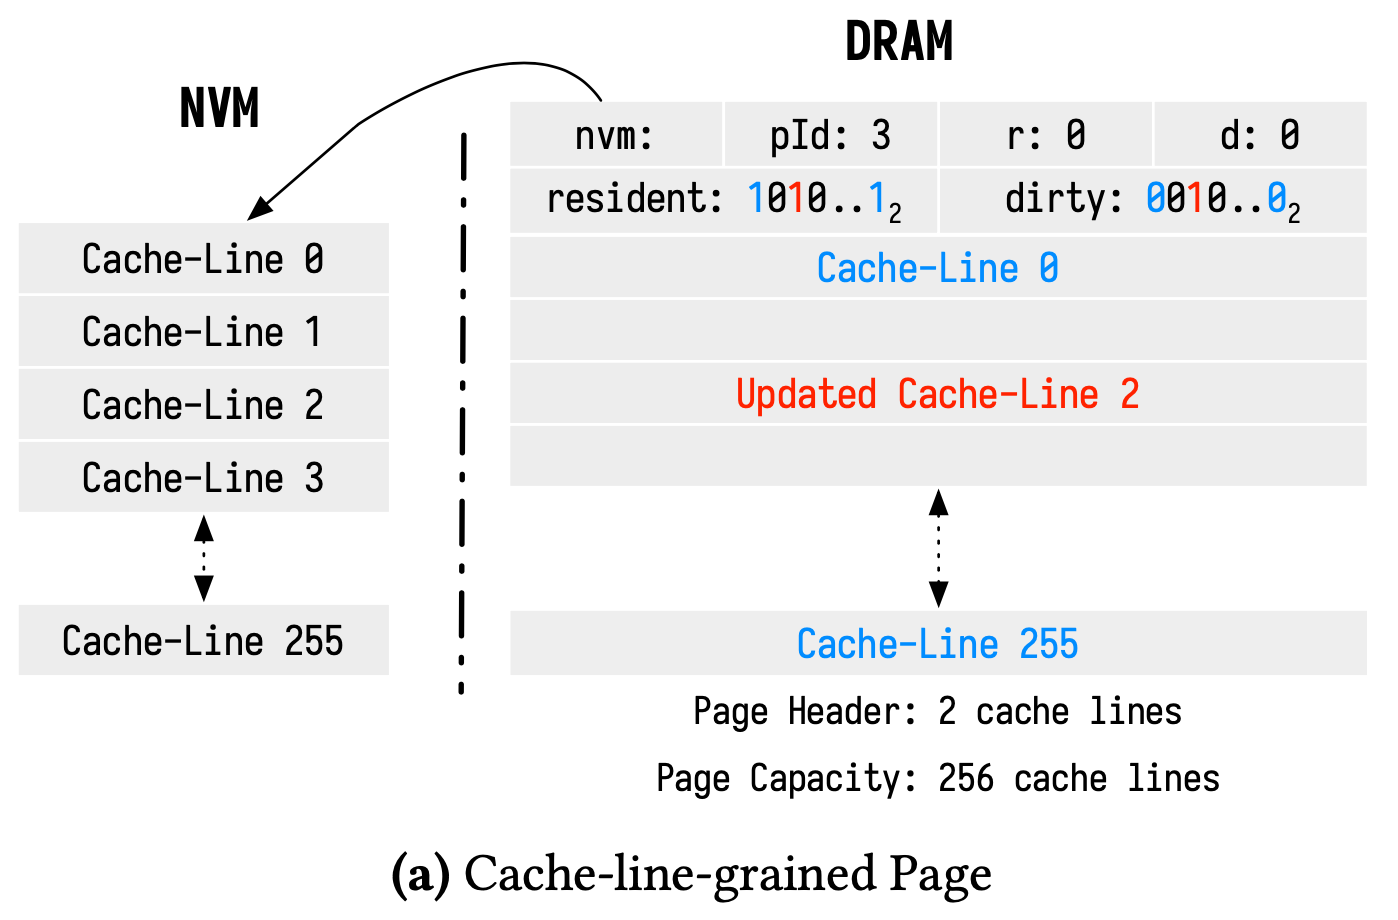 DRAM
NVM
nvm: pId: 3 r: 0 d: 0
resident: 1010..1₂ dirty: 0010..0₂
Cache-Line 0
Cache-Line 1
Cache-Line 2
Cache-Line 3
Cache-Line 255
Cache-Line 0
Updated Cache-Line 2
Cache-Line 255
Page Header: 2 cache lines
Page Capacity: 256 cache lines
(a) Cache-line-grained Page